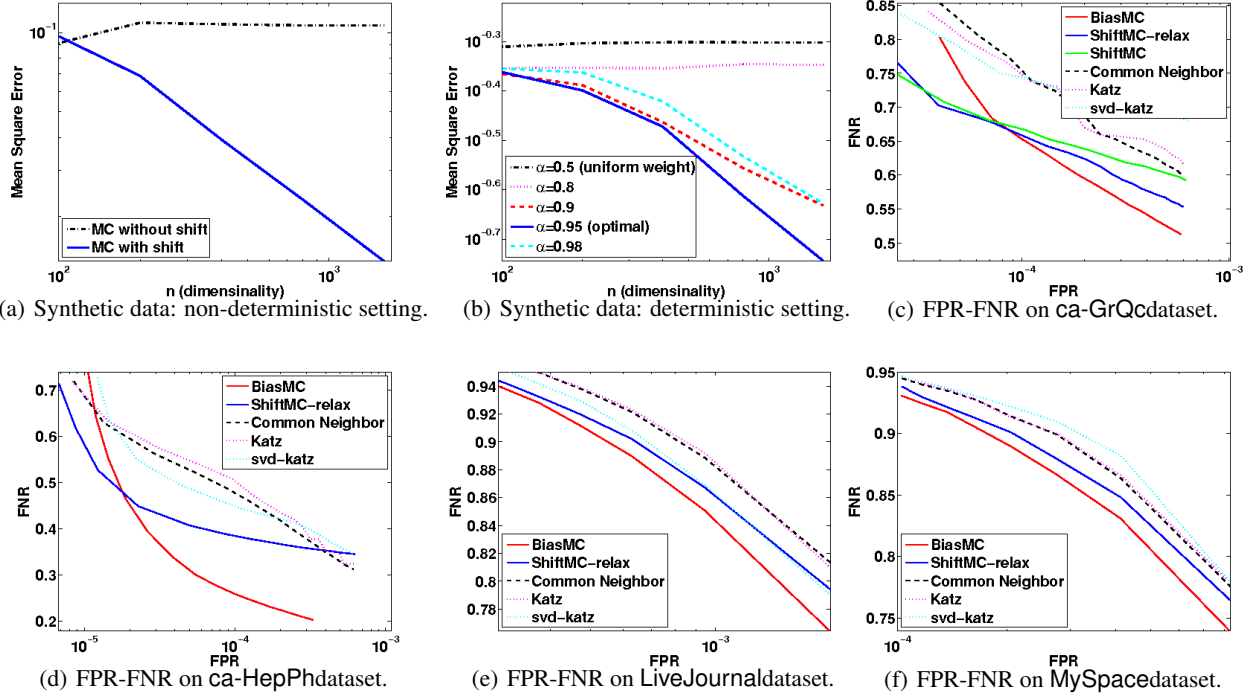 10^-1
Mean Square Error
MC without shift
MC with shift
10^2
10^3
n (dimensinality)
(a) Synthetic data: non-deterministic setting.
10^-0.3
10^-0.4
10^-0.5
10^-0.6
10^-0.7
Mean Square Error
α=0.5 (uniform weight)
α=0.8
α=0.9
α=0.95 (optimal)
α=0.98
10^2
10^3
n (dimensinality)
(b) Synthetic data: deterministic setting.
0.85
0.8
0.75
0.7
0.65
0.6
0.55
0.5
FNR
BiasMC
ShiftMC-relax
ShiftMC
Common Neighbor
Katz
svd-katz
10^-4
10^-3
FPR
(c) FPR-FNR on ca-GrQcdataset.
0.7
0.6
0.5
0.4
0.3
0.2
FNR
BiasMC
ShiftMC-relax
Common Neighbor
Katz
svd-katz
10^-5
10^-4
10^-3
FPR
(d) FPR-FNR on ca-HepPhdataset.
0.94
0.92
0.9
0.88
0.86
0.84
0.82
0.8
0.78
FNR
BiasMC
ShiftMC-relax
Common Neighbor
Katz
svd-katz
10^-3
FPR
(e) FPR-FNR on LiveJournaldataset.
0.95
0.9
0.85
0.8
0.75
FNR
BiasMC
ShiftMC-relax
Common Neighbor
Katz
svd-katz
10^-4
FPR
(f) FPR-FNR on MySpacedataset.